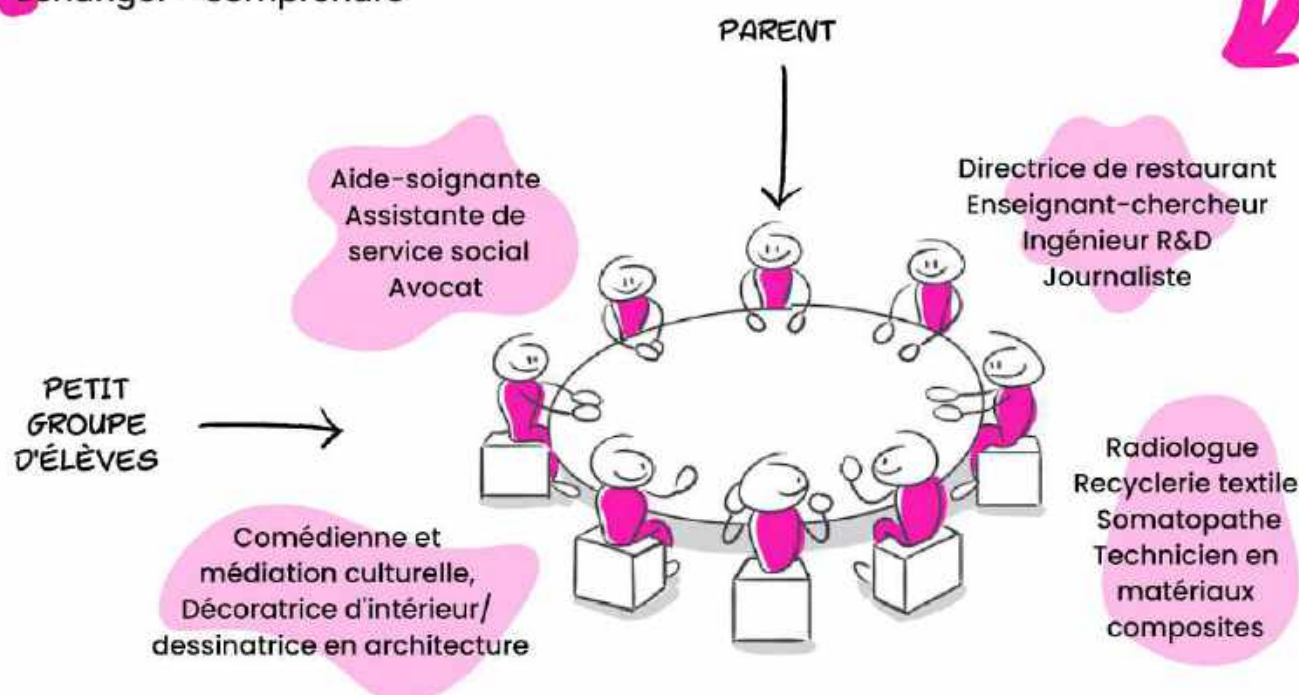 comprendre
PARENT
Aide-soignante
Assistante de
service social
Avocat
Directrice de restaurant
Enseignant-chercheur
Ingénieur R&D
Journaliste
PETIT
GROUPE
D'ÉLÈVES
Comédienne et
médiation culturelle,
Décoratrice d'intérieur/
dessinatrice en architecture
Radiologue
Recyclerie textile
Somatopathe
Technicien en
matériaux
composites